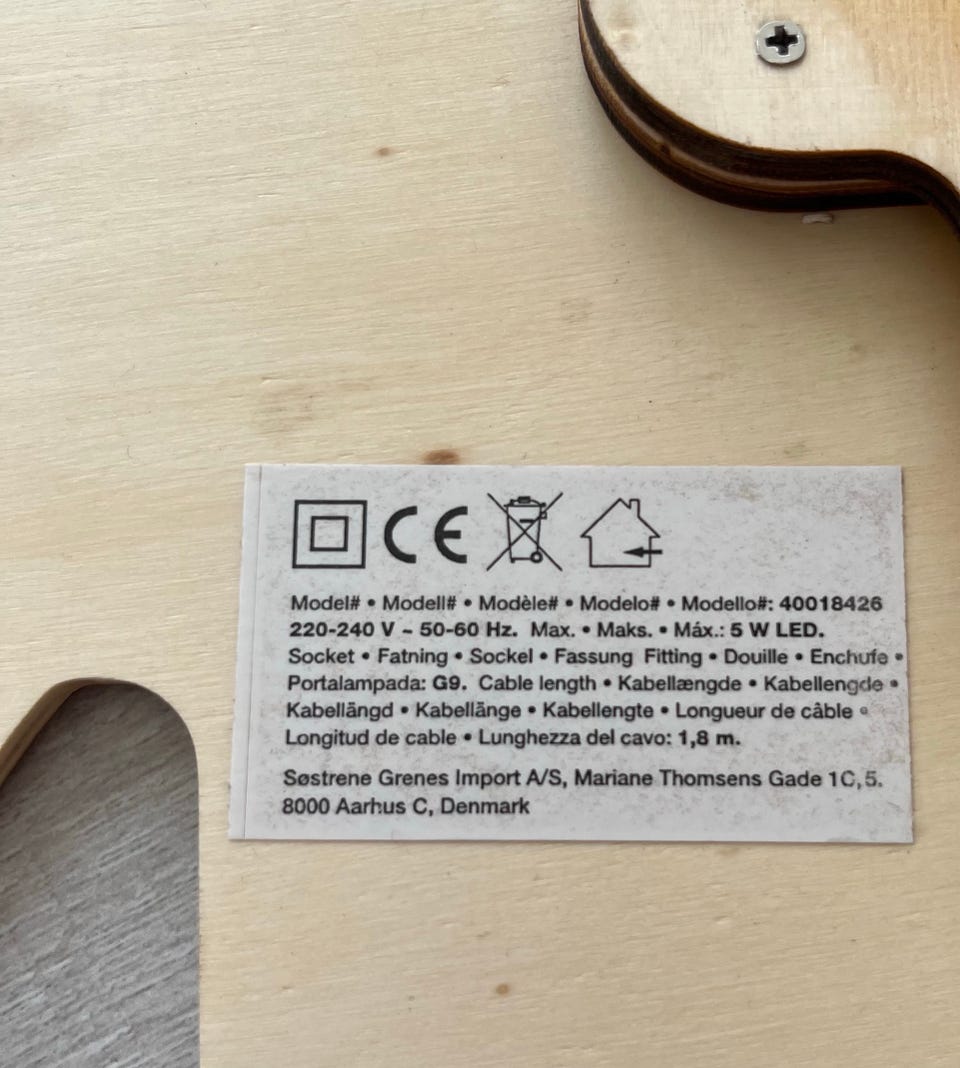 CE
Model# • Modell# • Modèle# • Modelo# • Modello#: 40018426
220-240 V ~ 50-60 Hz. Max. • Maks. • Máx.: 5 W LED.
Socket • Fatning • Sockel • Fassung Fitting • Douille • Enchufe •
Portalampada: G9. Cable length • Kabellængde • Kabellengde •
Kabellängd • Kabellänge • Kabellengte • Longueur de câble •
Longitud de cable • Lunghezza del cavo: 1,8 m.
Søstrene Grenes Import A/S, Mariane Thomsens Gade 1C, 5.
8000 Aarhus C, Denmark